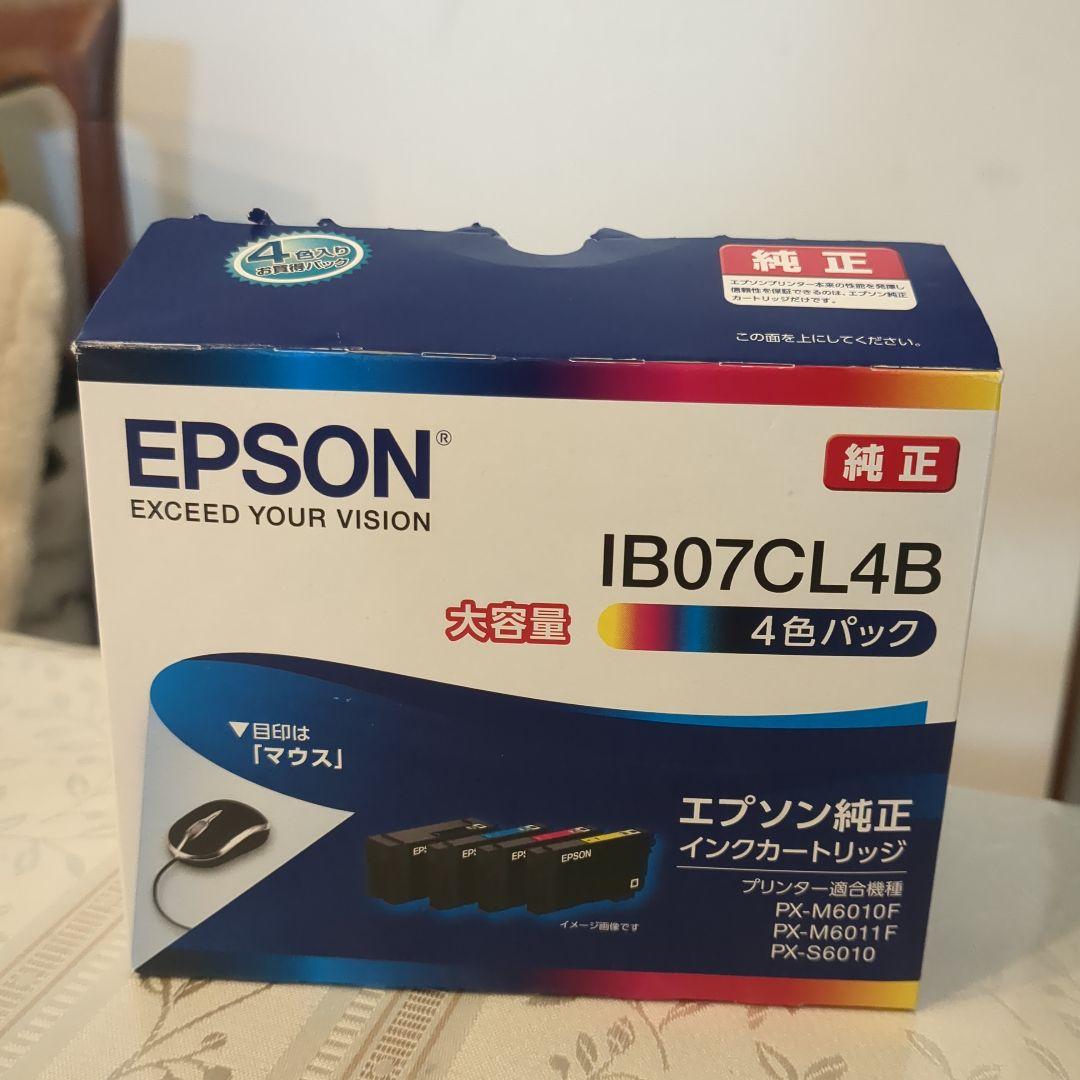 4色入り
お買得パック
純正
エプソンプリンター本来の性能を発揮し
信頼性を保証できるのは、エプソン純正
カートリッジだけです。
この面を上にしてください。
EPSON®
EXCEED YOUR VISION
純正
IB07CL4B
大容量
4色パック
▼目印は
「マウス」
エプソン純正
インクカートリッジ
プリンター適合機種
PX-M6010F
PX-M6011F
PX-S6010
EPS
EPS
EPS
EPSON
イメージ画像です